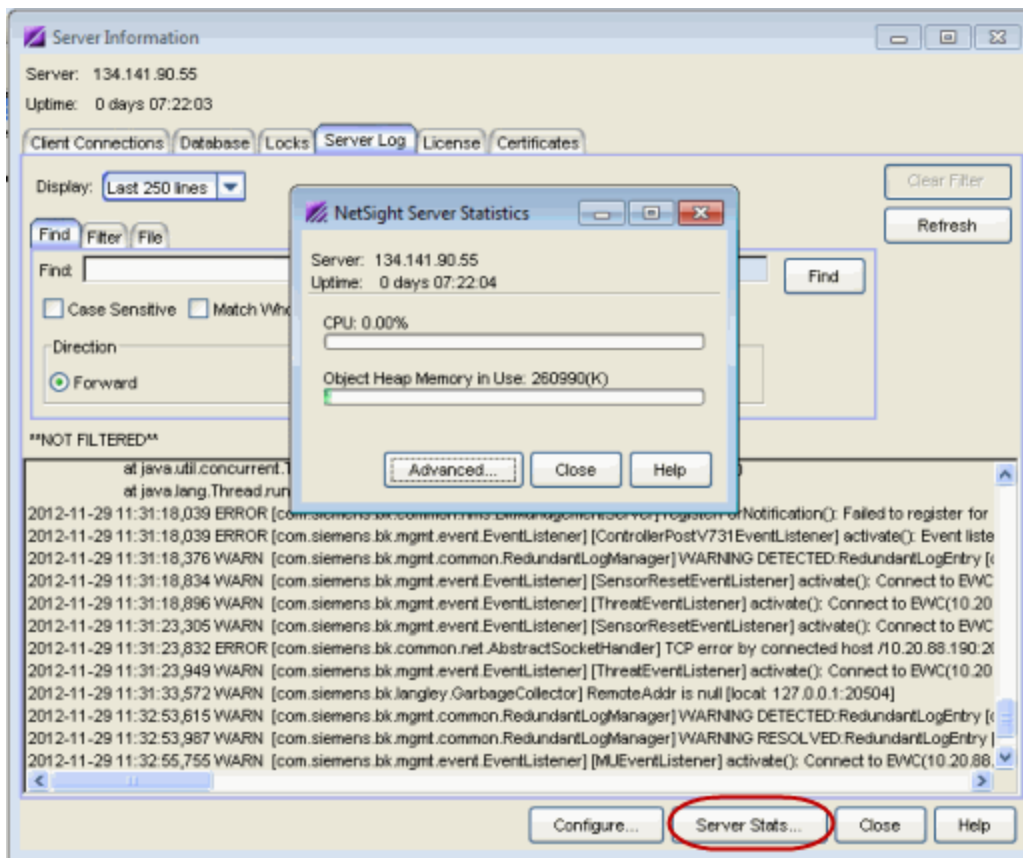 Server Information
Server: 134.141.90.55
Uptime: 0 days 07:22:03
Client Connections Database Locks Server Log License Certificates
Display: Last 250 lines
Clear Filter
Refresh
Find Filter File
Find:
Find
Case Sensitive Match Who
Direction
Forward
NetSight Server Statistics
Server: 134.141.90.55
Uptime: 0 days 07:22:04
CPU: 0.00%
Object Heap Memory in Use: 260990(K)
Advanced... Close Help
**NOT FILTERED**
at java.util.concurrent.T
at java.lang.Thread.run
2012-11-29 11:31:18,039 ERROR [com.siemens.bk.common.nms.BkManagementServer] registerForNotification(): Failed to register for
2012-11-29 11:31:18,039 ERROR [com.siemens.bk.mgmt.event.EventListener] [ControllerPostV731EventListener] activate(): Event liste
2012-11-29 11:31:18,376 WARN [com.siemens.bk.mgmt.common.RedundantLogManager] WARNING DETECTED:RedundantLogEntry [c
2012-11-29 11:31:18,834 WARN [com.siemens.bk.mgmt.event.EventListener] [SensorResetEventListener] activate(): Connect to EWC
2012-11-29 11:31:18,896 WARN [com.siemens.bk.mgmt.event.EventListener] [ThreatEventListener] activate(): Connect to EWC(10.20
2012-11-29 11:31:23,305 WARN [com.siemens.bk.mgmt.event.EventListener] [SensorResetEventListener] activate(): Connect to EWC
2012-11-29 11:31:23,832 ERROR [com.siemens.bk.common.net.AbstractSocketHandler] TCP error by connected host /10.20.88.190:20
2012-11-29 11:31:23,949 WARN [com.siemens.bk.mgmt.event.EventListener] [ThreatEventListener] activate(): Connect to EWC(10.20
2012-11-29 11:31:33,572 WARN [com.siemens.bk.langley.GarbageCollector] RemoteAddr is null [local: 127.0.0.1:20504]
2012-11-29 11:32:53,615 WARN [com.siemens.bk.mgmt.common.RedundantLogManager] WARNING DETECTED:RedundantLogEntry [c
2012-11-29 11:32:53,987 WARN [com.siemens.bk.mgmt.common.RedundantLogManager] WARNING RESOLVED:RedundantLogEntry [
2012-11-29 11:32:55,755 WARN [com.siemens.bk.mgmt.event.EventListener] [MUEventListener] activate(): Connect to EWC(10.20.88.
Configure... Server Stats... Close Help